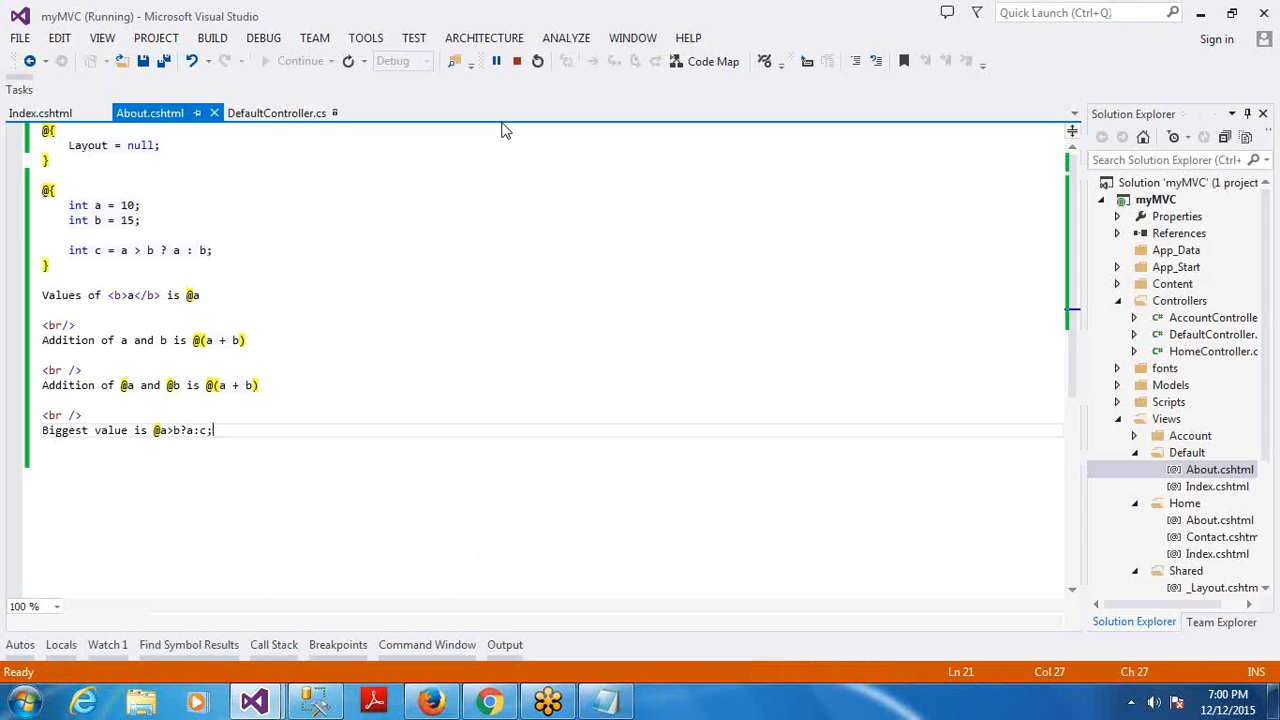 myMVC (Running) - Microsoft Visual Studio
Quick Launch (Ctrl+Q)
FILE EDIT VIEW PROJECT BUILD DEBUG TEAM TOOLS TEST ARCHITECTURE ANALYZE WINDOW HELP
Sign in
Continue Debug Code Map
Tasks
Index.cshtml About.cshtml DefaultController.cs
@{
Layout = null;
}
@{
int a = 10;
int b = 15;
int c = a > b ? a : b;
}
Values of <b>a</b> is @a
<br/>
Addition of a and b is @(a + b)
<br />
Addition of @a and @b is @(a + b)
<br />
Biggest value is @a>b?a:c;
100 %
Solution Explorer
Search Solution Explorer (Ctrl+
Solution 'myMVC' (1 project
myMVC
Properties
References
App_Data
App_Start
Content
Controllers
AccountControlle
DefaultController.
HomeController.c
fonts
Models
Scripts
Views
Account
Default
About.cshtml
Index.cshtml
Home
About.cshtml
Contact.cshtm
Index.cshtml
Shared
_Layout.cshtm
Solution Explorer Team Explorer
Autos Locals Watch 1 Find Symbol Results Call Stack Breakpoints Command Window Output
Ready Ln 21 Col 27 Ch 27 INS
7:00 PM
12/12/2015